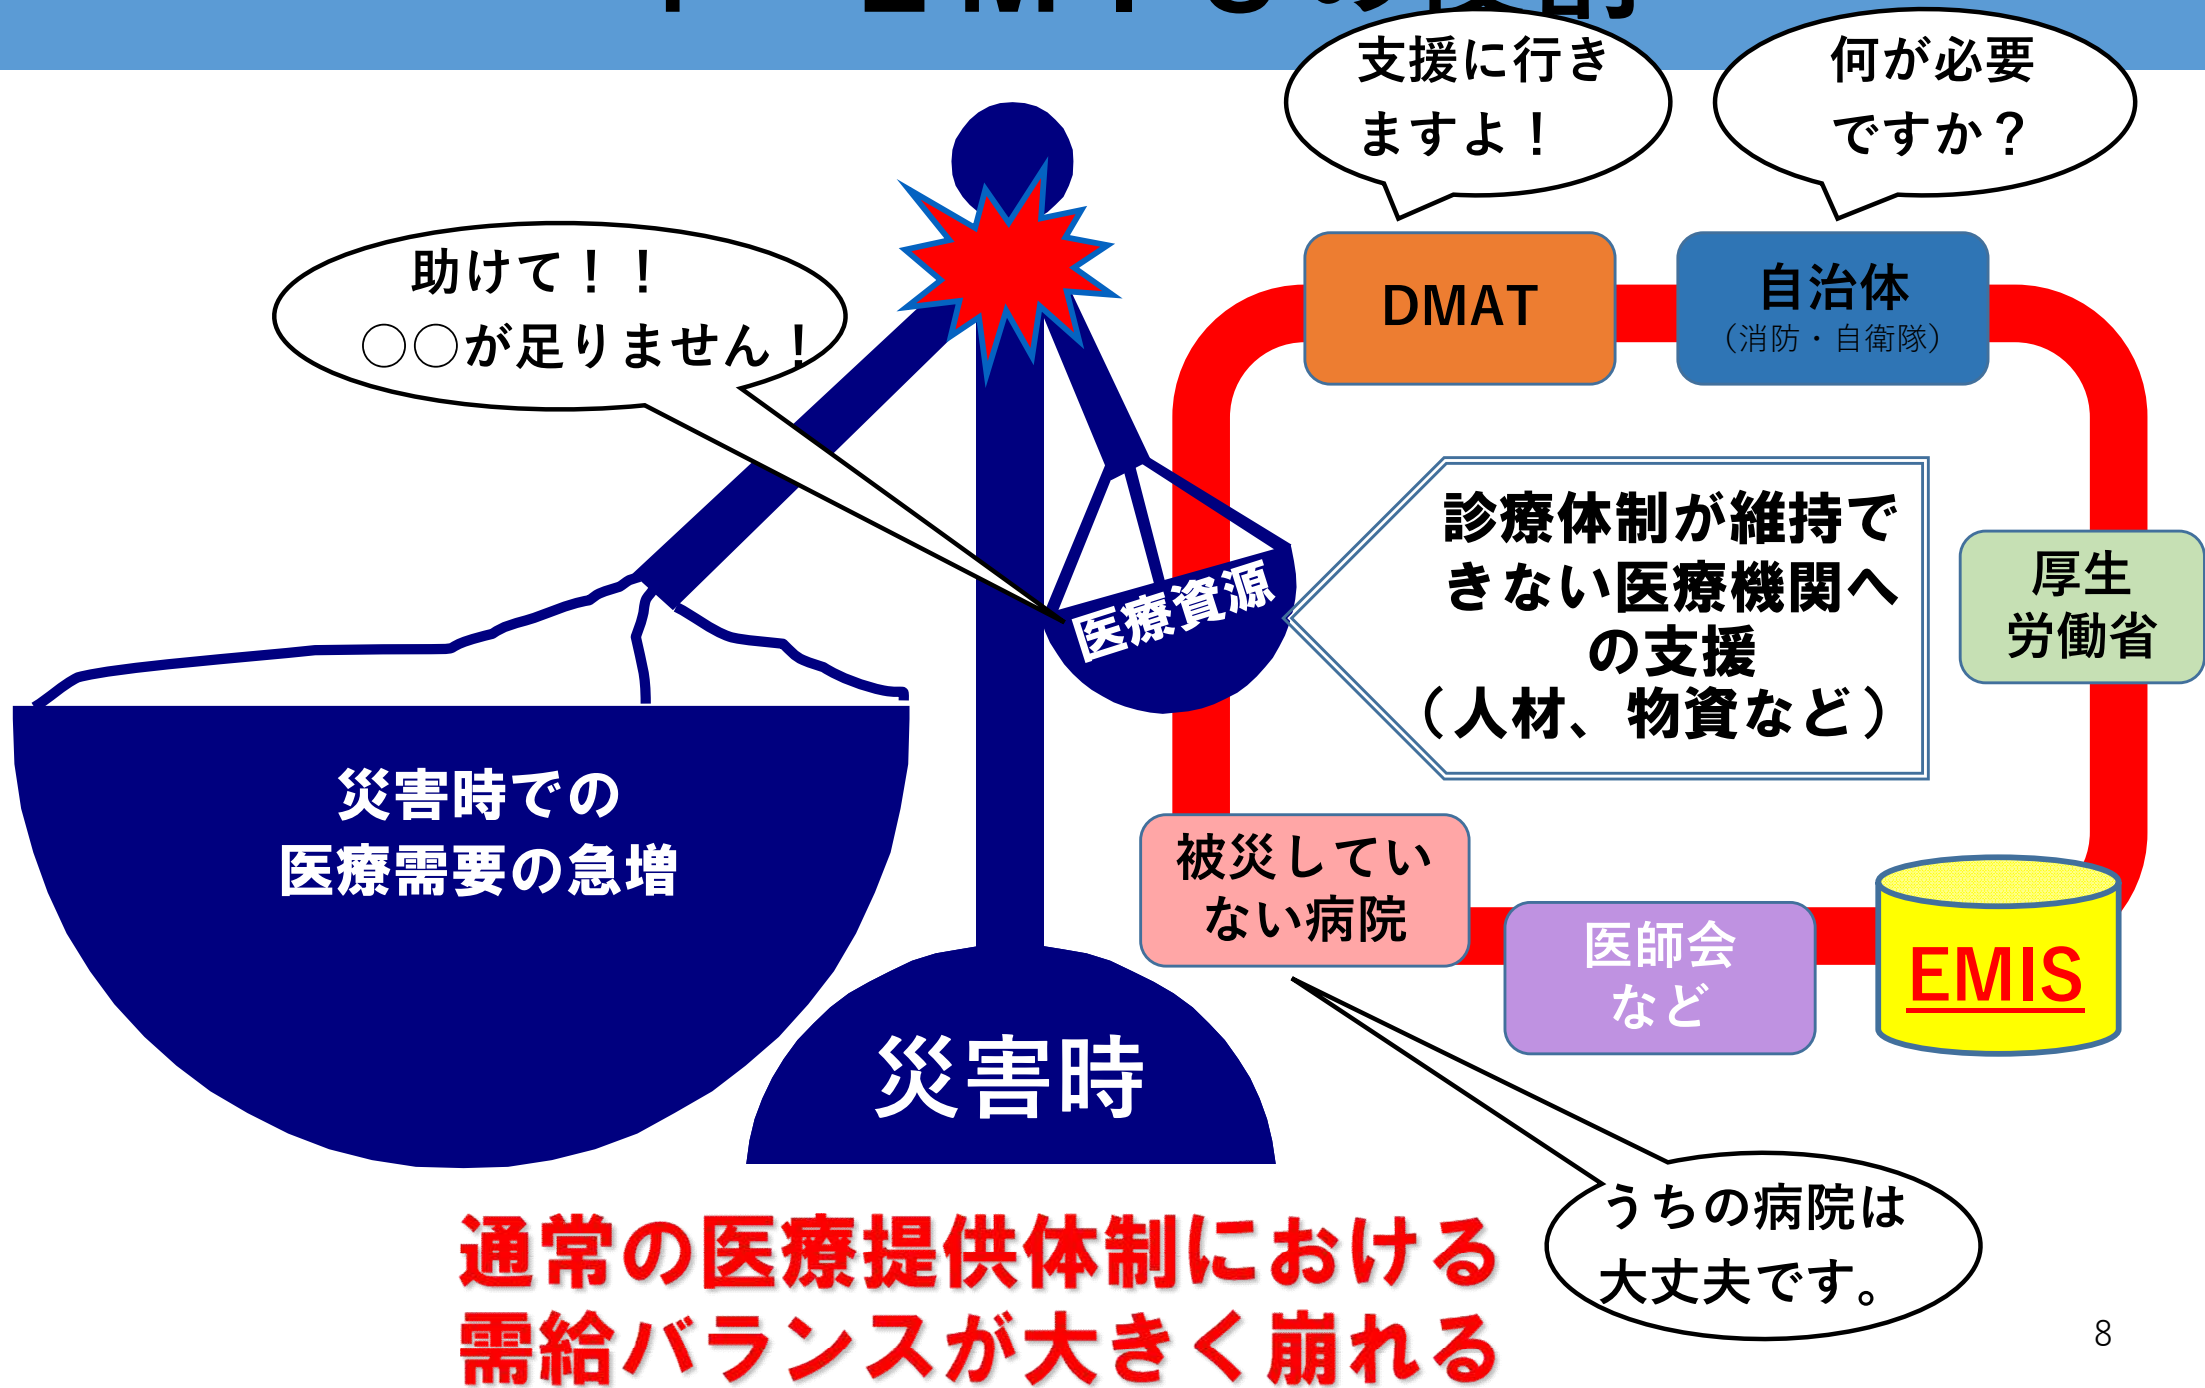 支援に行き
ますよ！
何が必要
ですか？
助けて！！
○○が足りません！
DMAT
自治体
（消防・自衛隊）
診療体制が維持で
きない医療機関へ
の支援
（人材、物資など）
厚生
労働省
医療資源
災害時での
医療需要の急増
被災してい
ない病院
医師会
など
EMIS
災害時
うちの病院は
大丈夫です。
通常の医療提供体制における
需給バランスが大きく崩れる
8